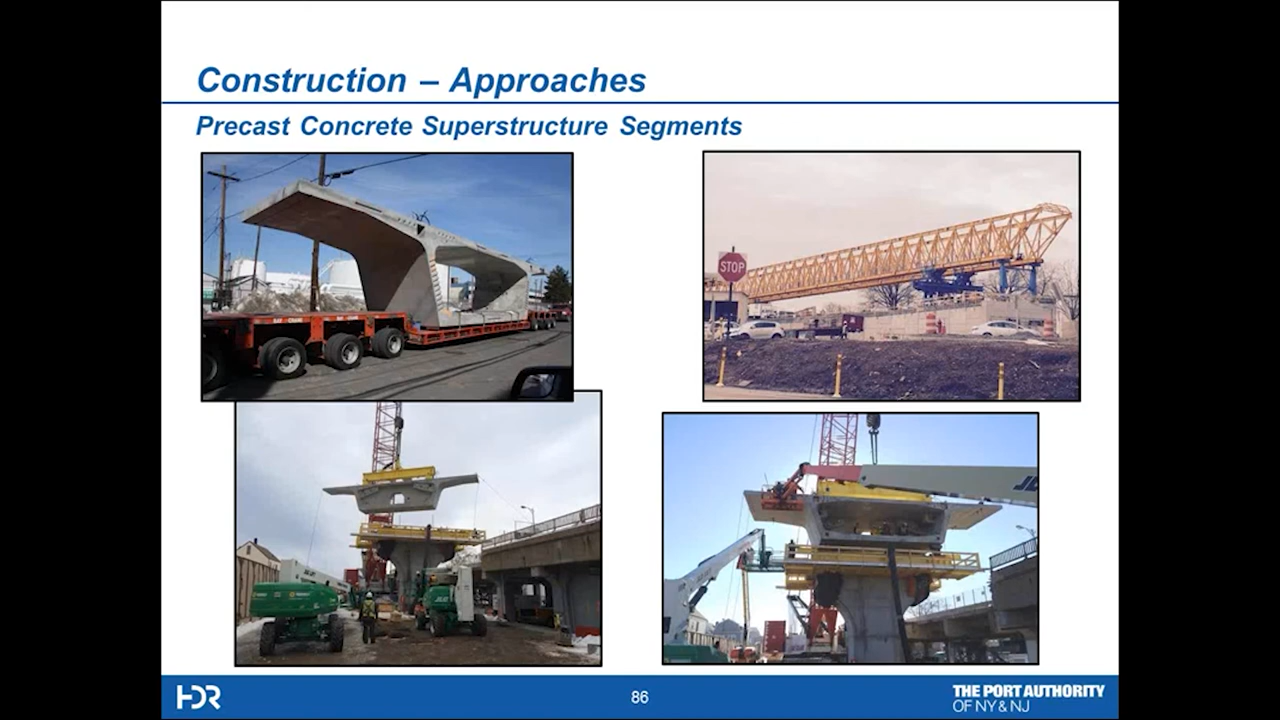 Construction – Approaches
Precast Concrete Superstructure Segments
STOP
HDR
86
THE PORT AUTHORITY
OF NY & NJ